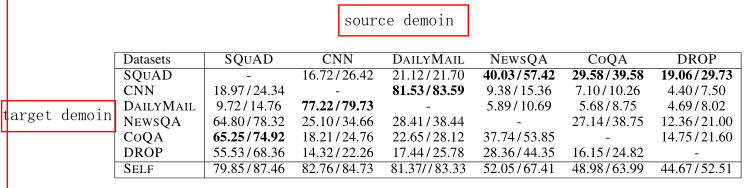 source demoin
target demoin
Datasets SQUAD CNN DAILYMAIL NEWSQA COQA DROP
SQUAD - 16.72 / 26.42 21.12 / 21.70 40.03 / 57.42 29.58 / 39.58 19.06 / 29.73
CNN 18.97 / 24.34 - 81.53 / 83.59 9.38 / 15.36 7.10 / 10.26 4.40 / 7.50
DAILYMAIL 9.72 / 14.76 77.22 / 79.73 - 5.89 / 10.69 5.68 / 8.75 4.69 / 8.02
NEWSQA 64.80 / 78.32 25.10 / 34.66 28.41 / 38.44 - 27.14 / 38.75 12.36 / 21.00
COQA 65.25 / 74.92 18.21 / 24.76 22.65 / 28.12 37.74 / 53.85 - 14.75 / 21.60
DROP 55.53 / 68.36 14.32 / 22.26 17.44 / 25.78 28.36 / 44.35 16.15 / 24.82 -
SELF 79.85 / 87.46 82.76 / 84.73 81.37// 83.33 52.05 / 67.41 48.98 / 63.99 44.67 / 52.51